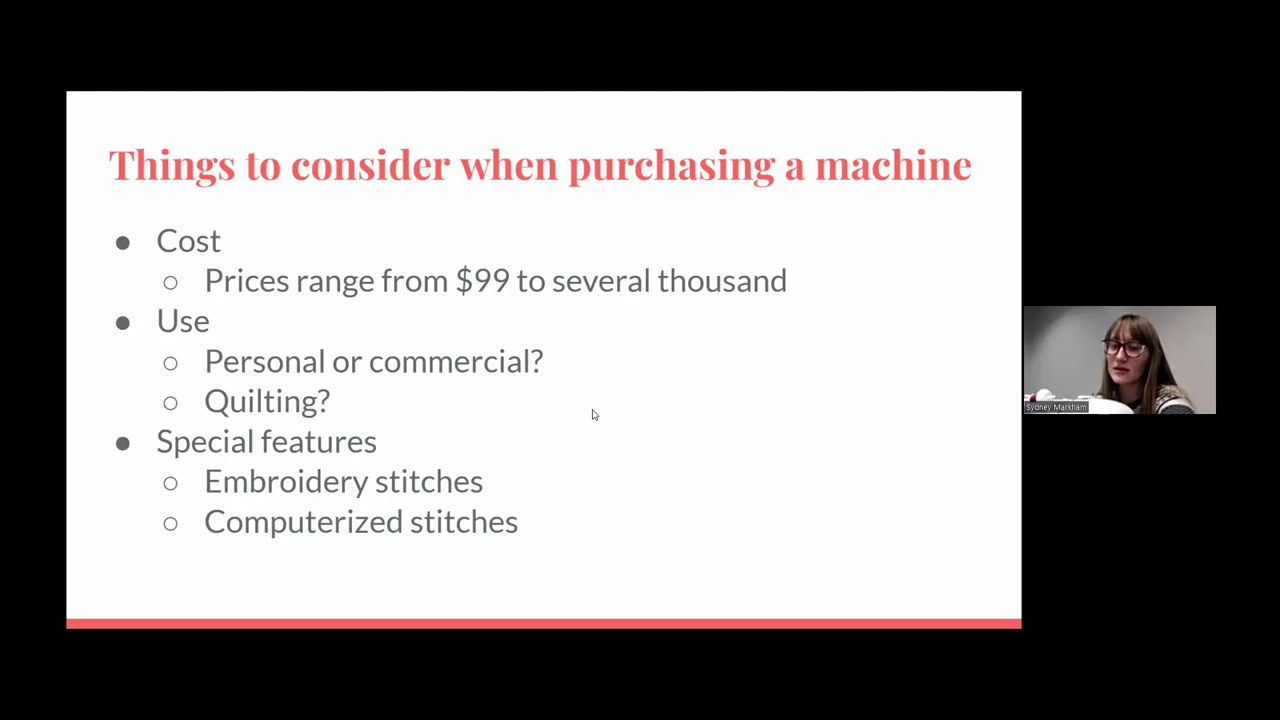 Things to consider when purchasing a machine
● Cost
○ Prices range from $99 to several thousand
● Use
○ Personal or commercial?
○ Quilting?
● Special features
○ Embroidery stitches
○ Computerized stitches
Sydney Markham